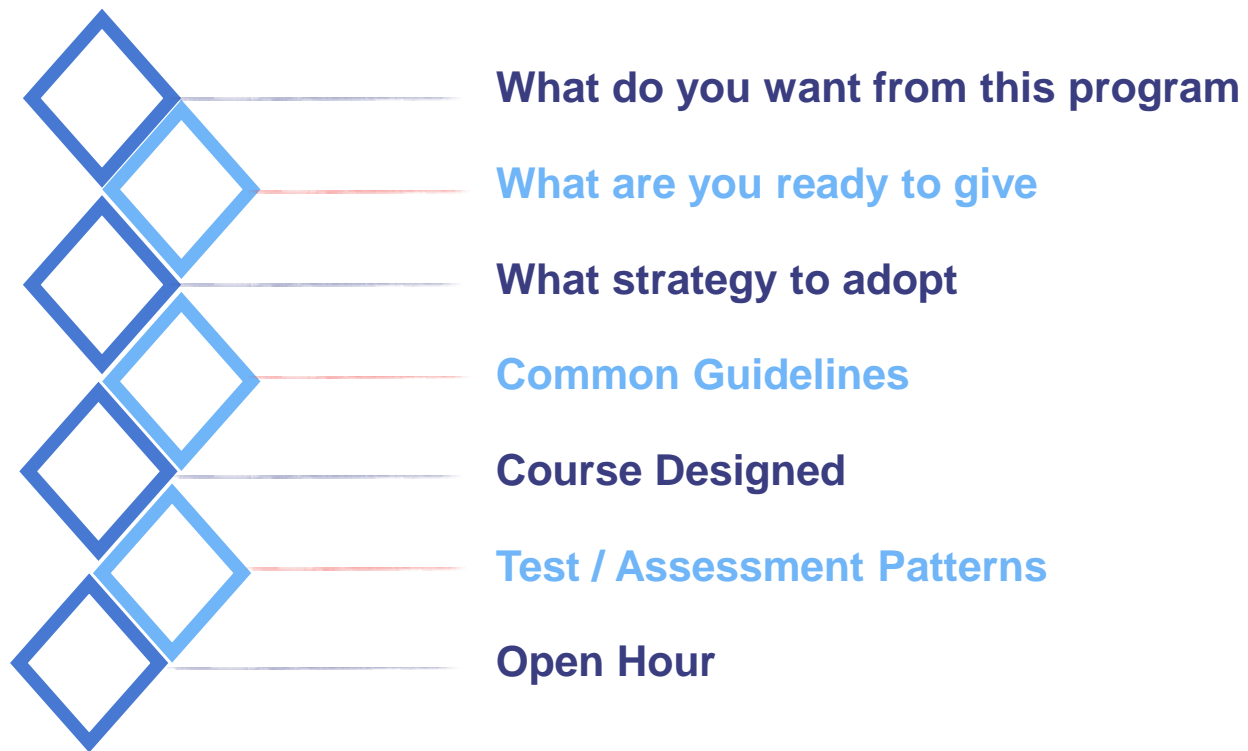 What do you want from this program
What are you ready to give
What strategy to adopt
Common Guidelines
Course Designed
Test / Assessment Patterns
Open Hour